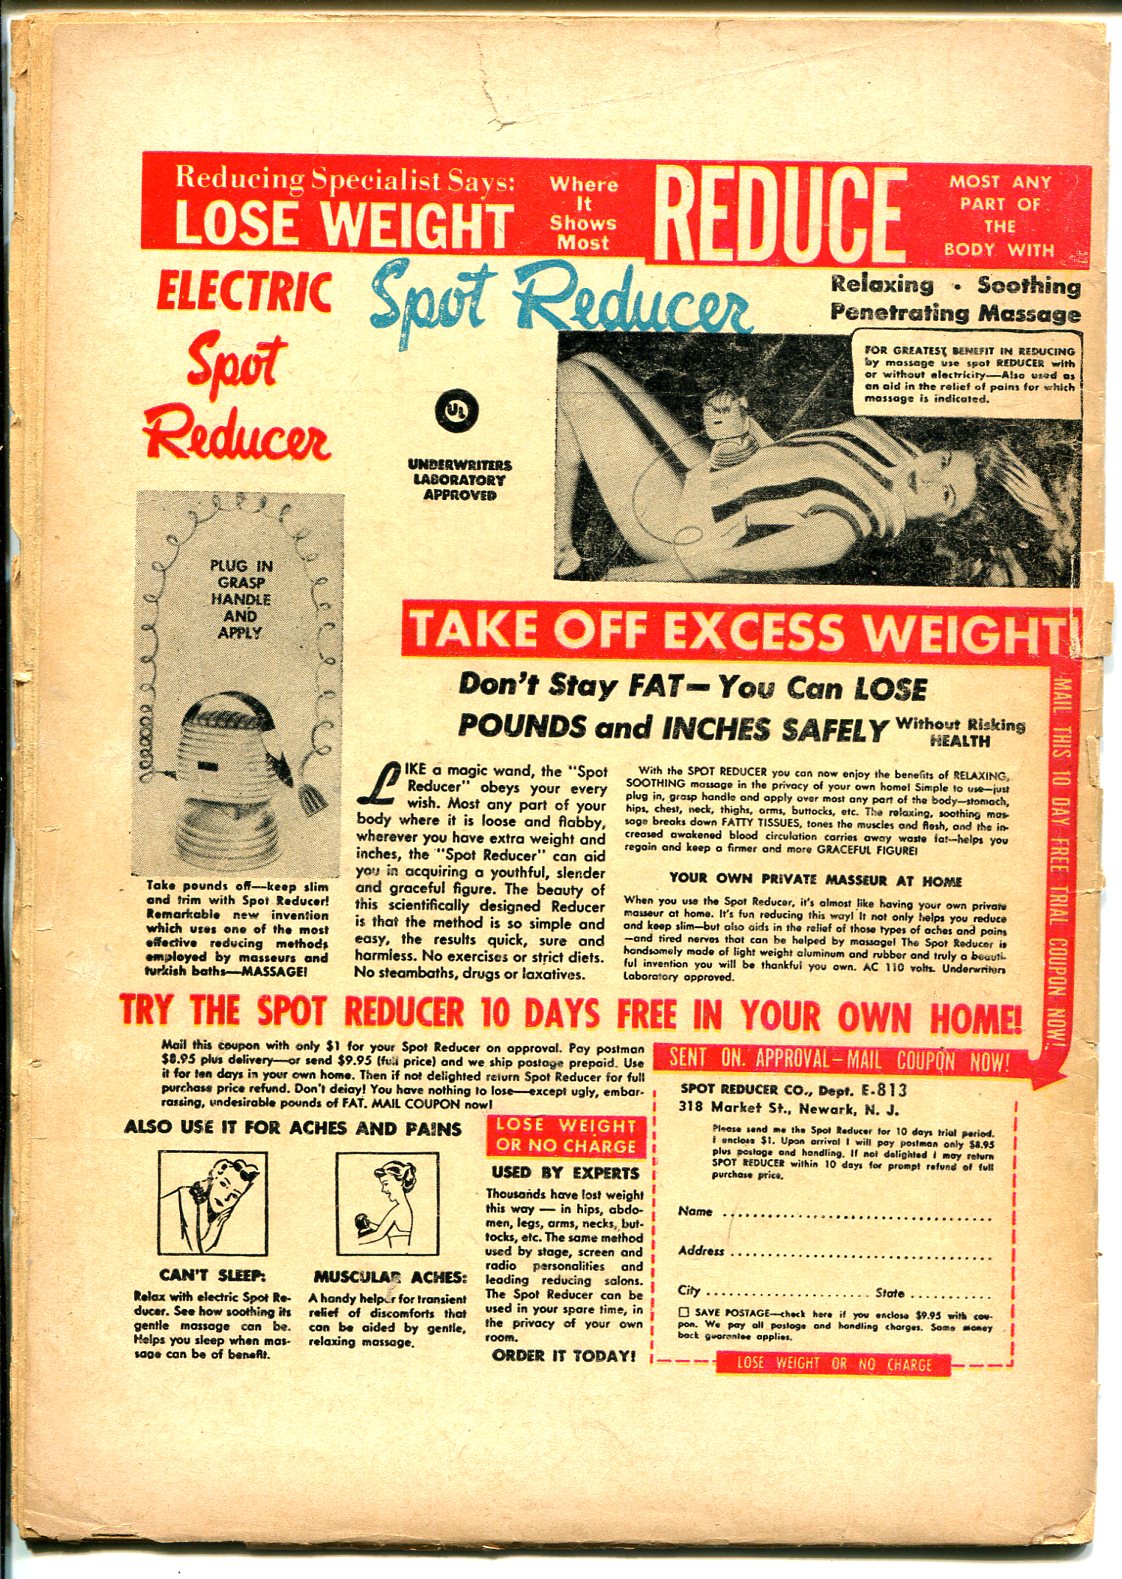 Reducing Specialist Says:
LOSE WEIGHT
Where
It
Shows
Most
REDUCE
MOST ANY
PART OF
THE
BODY WITH
ELECTRIC
Spot
Reducer
Spot Reducer
Relaxing • Soothing
Penetrating Massage
UL
UNDERWRITERS
LABORATORY
APPROVED
FOR GREATEST BENEFIT IN REDUCING
by massage use spot REDUCER with
or without electricity—Also used as
an aid in the relief of pains for which
massage is indicated.
PLUG IN
GRASP
HANDLE
AND
APPLY
TAKE OFF EXCESS WEIGHT!
Don't Stay FAT—You Can LOSE
POUNDS and INCHES SAFELY Without Risking
HEALTH
MAIL THIS 10 DAY FREE TRIAL COUPON NOW!
Take pounds off—keep slim
and trim with Spot Reducer!
Remarkable new invention
which uses one of the most
effective reducing methods
employed by masseurs and
turkish baths—MASSAGE!
LIKE a magic wand, the "Spot
Reducer" obeys your every
wish. Most any part of your
body where it is loose and flabby,
wherever you have extra weight and
inches, the "Spot Reducer" can aid
you in acquiring a youthful, slender
and graceful figure. The beauty of
this scientifically designed Reducer
is that the method is so simple and
easy, the results quick, sure and
harmless. No exercises or strict diets.
No steambaths, drugs or laxatives.
With the SPOT REDUCER you can now enjoy the benefits of RELAXING,
SOOTHING massage in the privacy of your own home! Simple to use—just
plug in, grasp handle and apply over most any part of the body—stomach,
hips, chest, neck, thighs, arms, buttocks, etc. The relaxing, soothing mas-
sage breaks down FATTY TISSUES, tones the muscles and flesh, and the in-
creased awakened blood circulation carries away waste fat—helps you
regain and keep a firmer and more GRACEFUL FIGURE!
YOUR OWN PRIVATE MASSEUR AT HOME
When you use the Spot Reducer, it's almost like having your own private
masseur at home. It's fun reducing this way! It not only helps you reduce
and keep slim—but also aids in the relief of those types of aches and pains
—and tired nerves that can be helped by massage! The Spot Reducer is
handsomely made of light weight aluminum and rubber and truly a beauti-
ful invention you will be thankful you own. AC 110 volts. Underwriters
Laboratory approved.
TRY THE SPOT REDUCER 10 DAYS FREE IN YOUR OWN HOME!
Mail this coupon with only $1 for your Spot Reducer on approval. Pay postman
$8.95 plus delivery—or send $9.95 (full price) and we ship postage prepaid. Use
it for ten days in your own home. Then if not delighted return Spot Reducer for full
purchase price refund. Don't delay! You have nothing to lose—except ugly, embar-
rassing, undesirable pounds of FAT. MAIL COUPON now!
ALSO USE IT FOR ACHES AND PAINS
CAN'T SLEEP:
Relax with electric Spot Re-
ducer. See how soothing its
gentle massage can be.
Helps you sleep when mas-
sage can be of benefit.
MUSCULAR ACHES:
A handy helper for transient
relief of discomforts that
can be aided by gentle,
relaxing massage.
LOSE WEIGHT
OR NO CHARGE
USED BY EXPERTS
Thousands have lost weight
this way — in hips, abdo-
men, legs, arms, necks, but-
tocks, etc. The same method
used by stage, screen and
radio personalities and
leading reducing salons.
The Spot Reducer can be
used in your spare time, in
the privacy of your own
room.
ORDER IT TODAY!
SENT ON APPROVAL—MAIL COUPON NOW!
SPOT REDUCER CO., Dept. E-813
318 Market St., Newark, N. J.
Please send me the Spot Reducer for 10 days trial period.
I enclose $1. Upon arrival I will pay postman only $8.95
plus postage and handling. If not delighted I may return
SPOT REDUCER within 10 days for prompt refund of full
purchase price.
Name
Address
City State
SAVE POSTAGE—check here if you enclose $9.95 with cou-
pon. We pay all postage and handling charges. Same money
back guarantee applies.
LOSE WEIGHT OR NO CHARGE